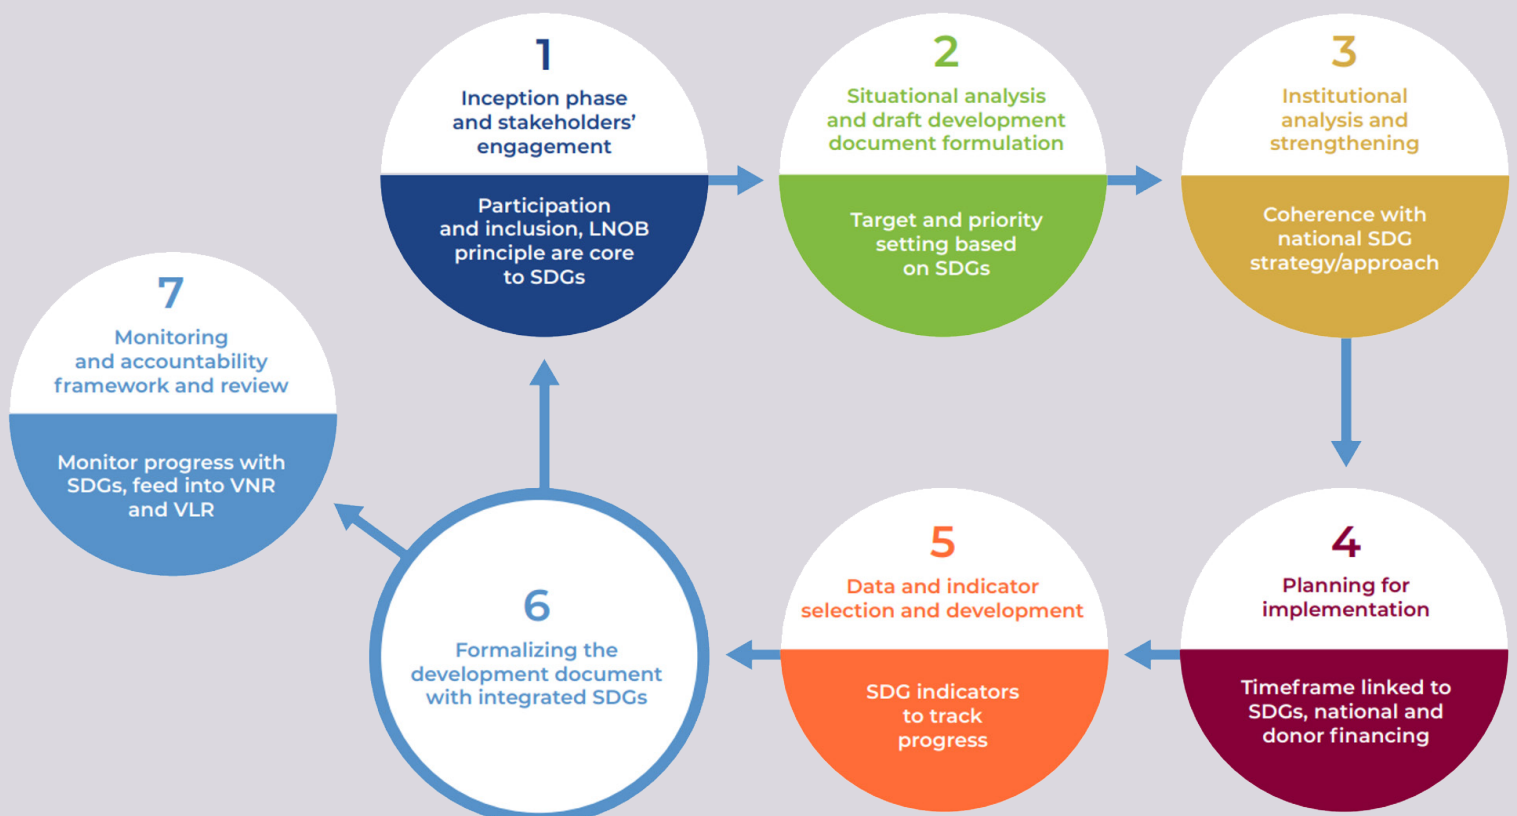 1
Inception phase
and stakeholders’
engagement
Participation
and inclusion, LNOB
principle are core
to SDGs
2
Situational analysis
and draft development
document formulation
Target and priority
setting based
on SDGs
3
Institutional
analysis and
strengthening
Coherence with
national SDG
strategy/approach
4
Planning for
implementation
Timeframe linked to
SDGs, national and
donor financing
5
Data and indicator
selection and development
SDG indicators
to track
progress
6
Formalizing the
development document
with integrated SDGs
7
Monitoring
and accountability
framework and review
Monitor progress with
SDGs, feed into VNR
and VLR